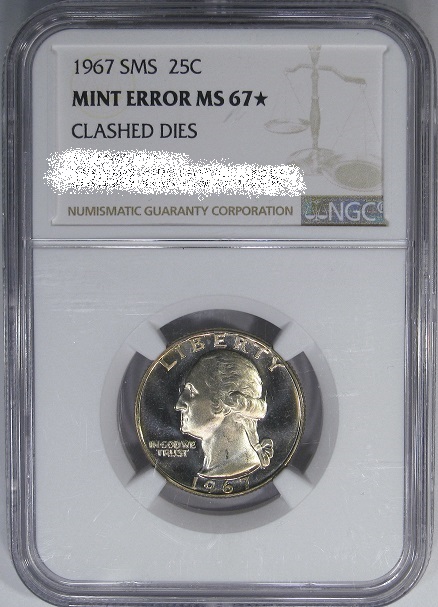 1967 SMS 25C
MINT ERROR MS 67★
CLASHED DIES
NUMISMATIC GUARANTY CORPORATION
NGC
LIBERTY
IN GOD WE
TRUST
1967